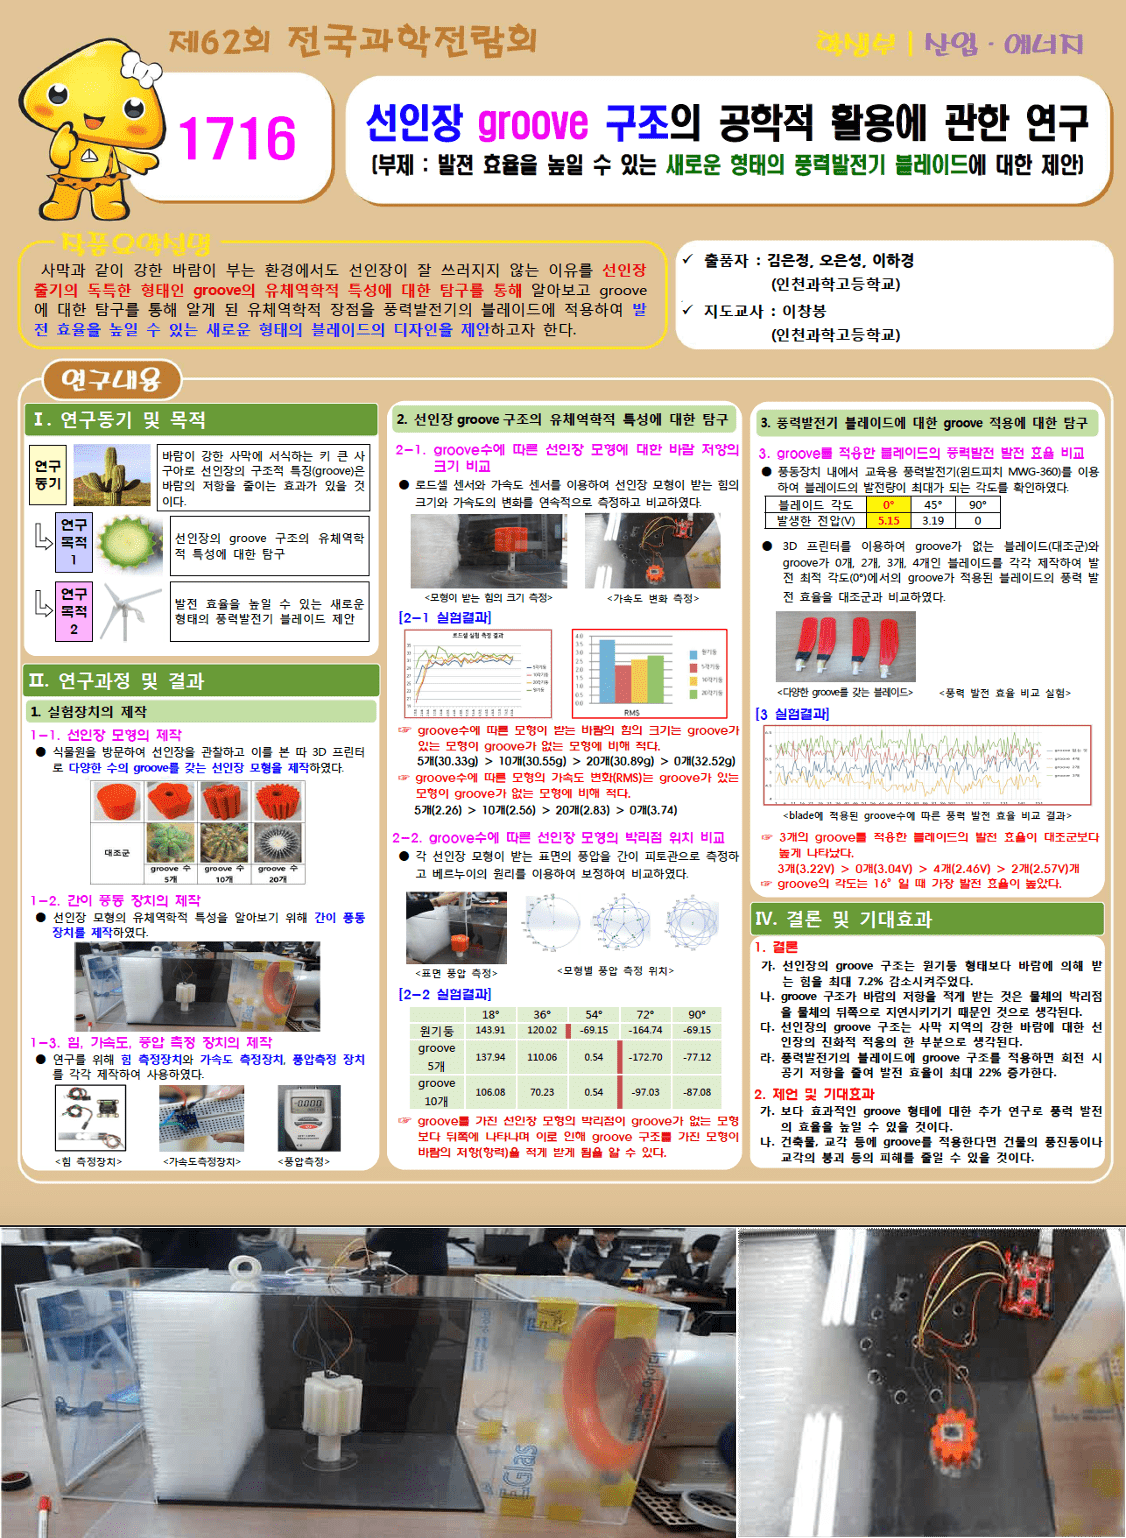 제62회 전국과학전람회
학생부 | 산업 · 에너지
1716
선인장 groove 구조의 공학적 활용에 관한 연구
(부제 : 발젼 효율을 높일 수 있는 새로운 형태의 풍력발전기 블레이드에 대한 제안)
작품요약설명
사막과 같이 강한 바람이 부는 환경에서도 선인장이 잘 쓰러지지 않는 이유를 선인장
줄기의 독특한 형태인 groove의 유체역학적 특성에 대한 탐구를 통해 알아보고 groove
에 대한 탐구를 통해 알게 된 유체역학적 장점을 풍력발전기의 블레이드에 적용하여 발
전 효율을 높일 수 있는 새로운 형태의 블레이드의 디자인을 제안하고자 한다.
✓ 출품자 : 김은정, 오은성, 이하경
(인천과학고등학교)
✓ 지도교사 : 이창봉
(인천과학고등학교)
연구내용
Ⅰ. 연구동기 및 목적
연구
동기
바람이 강한 사막에 서식하는 키 큰 사
구아로 선인장의 구조적 특징(groove)은
바람의 저항을 줄이는 효과가 있을 것
이다.
연구
목적
1
선인장의 groove 구조의 유체역학
적 특성에 대한 탐구
연구
목적
2
발전 효율을 높일 수 있는 새로운
형태의 풍력발전기 블레이드 제안
Ⅱ. 연구과정 및 결과
1. 실험장치의 제작
1-1. 선인장 모형의 제작
● 식물원을 방문하여 선인장을 관찰하고 이를 본 따 3D 프린터
로 다양한 수의 groove를 갖는 선인장 모형을 제작하였다.
대조군
groove 수 groove 수 groove 수
5개 10개 20개
1-2. 간이 풍동 장치의 제작
● 선인장 모형의 유체역학적 특성을 알아보기 위해 간이 풍동
장치를 제작하였다.
1-3. 힘, 가속도, 풍압 측정 장치의 제작
● 연구를 위해 힘 측정장치와 가속도 측정장치, 풍압측정 장치
를 각각 제작하여 사용하였다.
<힘 측정장치> <가속도측정장치> <풍압측정>
2. 선인장 groove 구조의 유체역학적 특성에 대한 탐구
2-1. groove수에 따른 선인장 모형에 대한 바람 저항의
크기 비교
● 로드셀 센서와 가속도 센서를 이용하여 선인장 모형이 받는 힘의
크기와 가속도의 변화를 연속적으로 측정하고 비교하였다.
<모형이 받는 힘의 크기 측정> <가속도 변화 측정>
[2-1 실험결과]
로드셀 실험 측정 결과
4.0
3.5
3.0
2.5
2.0
1.5
1.0
0.5
0.0
RMS
원기둥
5각기둥
10각기둥
20각기둥
☞ groove수에 따른 모형이 받는 바람의 힘의 크기는 groove가
있는 모형이 groove가 없는 모형에 비해 적다.
5개(30.33g) > 10개(30.55g) > 20개(30.89g) > 0개(32.52g)
☞ groove수에 따른 모형의 가속도 변화(RMS)는 groove가 있는
모형이 groove가 없는 모형에 비해 적다.
5개(2.26) > 10개(2.56) > 20개(2.83) > 0개(3.74)
2-2. groove수에 따른 선인장 모형의 박리점 위치 비교
● 각 선인장 모형이 받는 표면의 풍압을 간이 피토관으로 측정하
고 베르누이의 원리를 이용하여 보정하여 비교하였다.
<표면 풍압 측정> <모형별 풍압 측정 위치>
[2-2 실험결과]
18° 36° 54° 72° 90°
원기둥 143.91 120.02 -69.15 -164.74 -69.15
groove
5개 137.94 110.06 0.54 -172.70 -77.12
groove
10개 106.08 70.23 0.54 -97.03 -87.08
☞ groove를 가진 선인장 모형의 박리점이 groove가 없는 모형
보다 뒤쪽에 나타나며 이로 인해 groove 구조를 가진 모형이
바람의 저항(항력)을 적게 받게 됨을 알 수 있다.
3. 풍력발전기 블레이드에 대한 groove 적용에 대한 탐구
3. groove를 적용한 블레이드의 풍력발전 발전 효율 비교
● 풍동장치 내에서 교육용 풍력발전기(윈드피치 MWG-360)를 이용
하여 블레이드의 발전량이 최대가 되는 각도를 확인하였다.
블레이드 각도 0° 45° 90°
발생한 전압(V) 5.15 3.19 0
● 3D 프린터를 이용하여 groove가 없는 블레이드(대조군)와
groove가 0개, 2개, 3개, 4개인 블레이드를 각각 제작하여 발
전 최적 각도(0°)에서의 groove가 적용된 블레이드의 풍력 발
전 효율을 대조군과 비교하였다.
<다양한 groove를 갖는 블레이드> <풍력 발전 효율 비교 실험>
[3 실험결과]
<blade에 적용된 groove수에 따른 풍력 발전 효율 비교 결과>
☞ 3개의 groove를 적용한 블레이드의 발전 효율이 대조군보다
높게 나타났다.
3개(3.22V) > 0개(3.04V) > 4개(2.46V) > 2개(2.57V)개
☞ groove의 각도는 16° 일 때 가장 발전 효율이 높았다.
Ⅳ. 결론 및 기대효과
1. 결론
가. 선인장의 groove 구조는 원기둥 형태보다 바람에 의해 받
는 힘을 최대 7.2% 감소시켜주었다.
나. groove 구조가 바람의 저항을 적게 받는 것은 물체의 박리점
을 물체의 뒤쪽으로 지연시키기기 때문인 것으로 생각된다.
다. 선인장의 groove 구조는 사막 지역의 강한 바람에 대한 선
인장의 진화적 적응의 한 부분으로 생각된다.
라. 풍력발전기의 블레이드에 groove 구조를 적용하면 회전 시
공기 저항을 줄여 발전 효율이 최대 22% 증가한다.
2. 제언 및 기대효과
가. 보다 효과적인 groove 형태에 대한 추가 연구로 풍력 발전
의 효율을 높일 수 있을 것이다.
나. 건축물, 교각 등에 groove를 적용한다면 건물의 풍진동이나
교각의 붕괴 등의 피해를 줄일 수 있을 것이다.